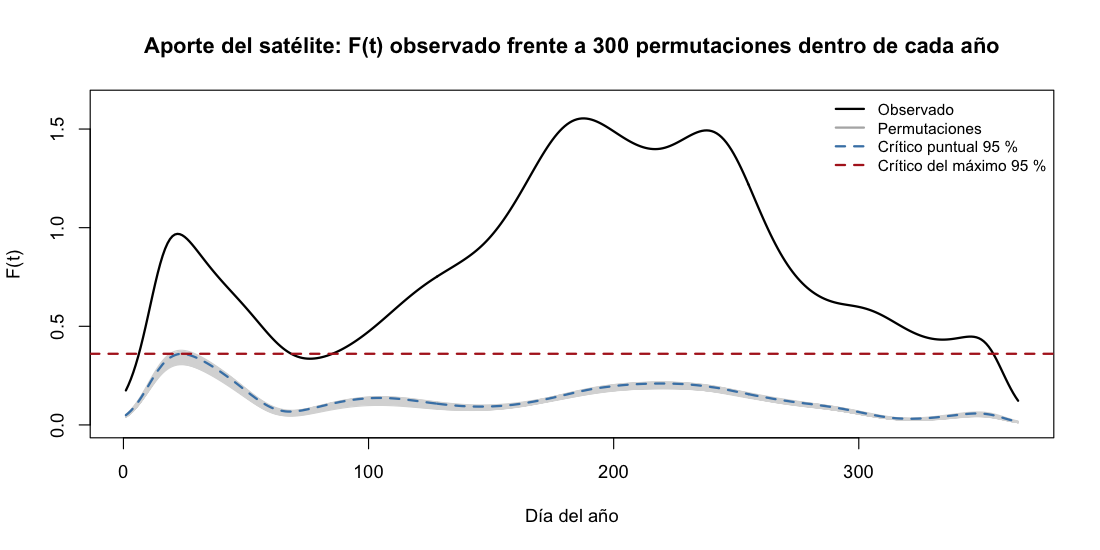 Aporte del satélite: F(t) observado frente a 300 permutaciones dentro de cada año
Observado
Permutaciones
Crítico puntual 95 %
Crítico del máximo 95 %
F(t)
1.5
1.0
0.5
0.0
0
100
200
300
Día del año